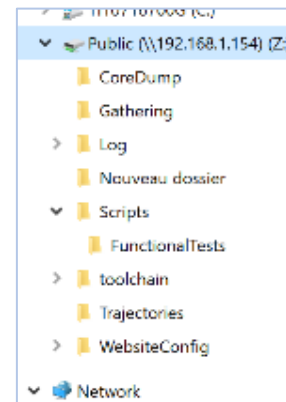 Public (\\192.168.1.154) (Z:
CoreDump
Gathering
Log
Nouveau dossier
Scripts
FunctionalTests
toolchain
Trajectories
WebsiteConfig
Network